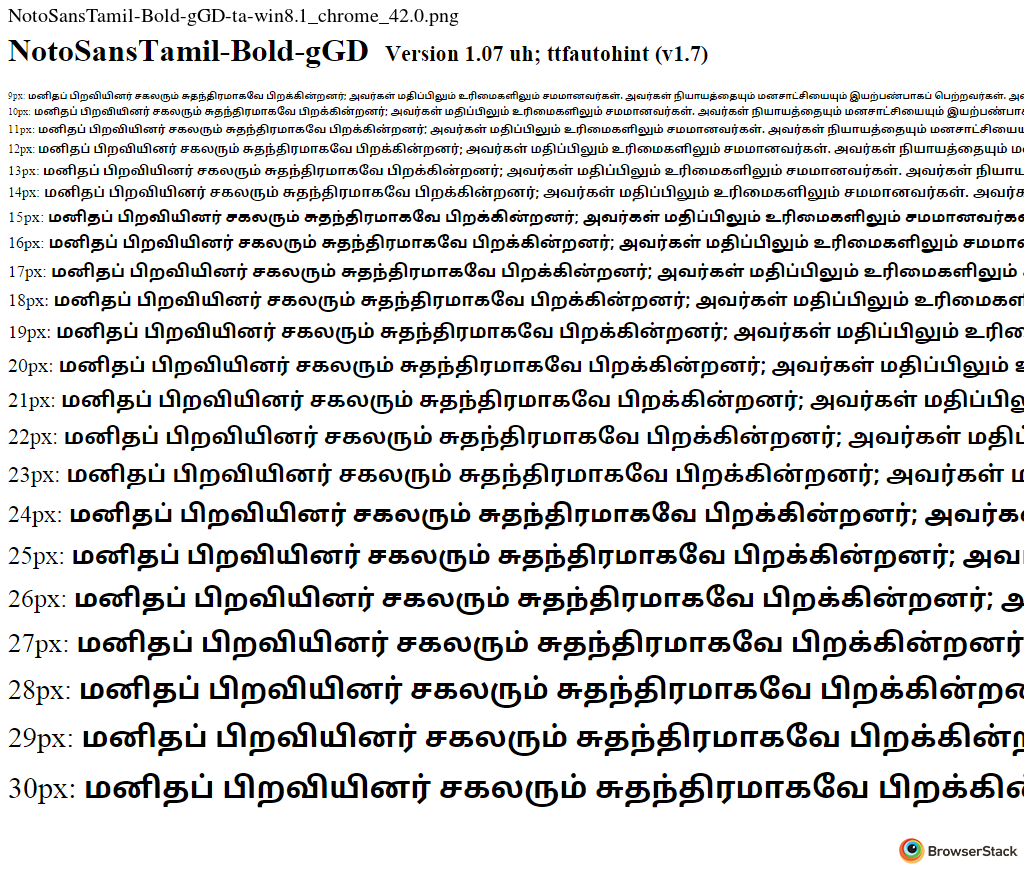 NotoSansTamil-Bold-gGD-ta-win8.1_chrome_42.0.png
NotoSansTamil-Bold-gGD Version 1.07 uh; ttfautohint (v1.7)
9px: மனிதப் பிறவியினர் சகலரும் சுதந்திரமாகவே பிறக்கின்றனர்; அவர்கள் மதிப்பிலும் உரிமைகளிலும் சமமானவர்கள். அவர்கள் நியாயத்தையும் மனசாட்சியையும் இயற்பண்பாகப் பெற்றவர்கள்.
10px: மனிதப் பிறவியினர் சகலரும் சுதந்திரமாகவே பிறக்கின்றனர்; அவர்கள் மதிப்பிலும் உரிமைகளிலும் சமமானவர்கள். அவர்கள் நியாயத்தையும் மனசாட்சியையும்
11px: மனிதப் பிறவியினர் சகலரும் சுதந்திரமாகவே பிறக்கின்றனர்; அவர்கள் மதிப்பிலும் உரிமைகளிலும் சமமானவர்கள். அவர்கள் நியாயத்தையும்
12px: மனிதப் பிறவியினர் சகலரும் சுதந்திரமாகவே பிறக்கின்றனர்; அவர்கள் மதிப்பிலும் உரிமைகளிலும் சமமானவர்கள். அவர்கள் நியாயத்தையும்
13px: மனிதப் பிறவியினர் சகலரும் சுதந்திரமாகவே பிறக்கின்றனர்; அவர்கள் மதிப்பிலும் உரிமைகளிலும் சமமானவர்கள். அவர்கள்
14px: மனிதப் பிறவியினர் சகலரும் சுதந்திரமாகவே பிறக்கின்றனர்; அவர்கள் மதிப்பிலும் உரிமைகளிலும் சமமானவர்கள்.
15px: மனிதப் பிறவியினர் சகலரும் சுதந்திரமாகவே பிறக்கின்றனர்; அவர்கள் மதிப்பிலும் உரிமைகளிலும்
16px: மனிதப் பிறவியினர் சகலரும் சுதந்திரமாகவே பிறக்கின்றனர்; அவர்கள் மதிப்பிலும் உரிமைகளிலும்
17px: மனிதப் பிறவியினர் சகலரும் சுதந்திரமாகவே பிறக்கின்றனர்; அவர்கள் மதிப்பிலும் உரிமைகளிலும்
18px: மனிதப் பிறவியினர் சகலரும் சுதந்திரமாகவே பிறக்கின்றனர்; அவர்கள் மதிப்பிலும்
19px: மனிதப் பிறவியினர் சகலரும் சுதந்திரமாகவே பிறக்கின்றனர்; அவர்கள் மதிப்பிலும்
20px: மனிதப் பிறவியினர் சகலரும் சுதந்திரமாகவே பிறக்கின்றனர்; அவர்கள் மதிப்பிலும்
21px: மனிதப் பிறவியினர் சகலரும் சுதந்திரமாகவே பிறக்கின்றனர்; அவர்கள்
22px: மனிதப் பிறவியினர் சகலரும் சுதந்திரமாகவே பிறக்கின்றனர்; அவர்கள்
23px: மனிதப் பிறவியினர் சகலரும் சுதந்திரமாகவே பிறக்கின்றனர்; அவர்கள்
24px: மனிதப் பிறவியினர் சகலரும் சுதந்திரமாகவே பிறக்கின்றனர்;
25px: மனிதப் பிறவியினர் சகலரும் சுதந்திரமாகவே பிறக்கின்றனர்;
26px: மனிதப் பிறவியினர் சகலரும் சுதந்திரமாகவே பிறக்கின்றனர்;
27px: மனிதப் பிறவியினர் சகலரும் சுதந்திரமாகவே பிறக்கின்றனர்
28px: மனிதப் பிறவியினர் சகலரும் சுதந்திரமாகவே
29px: மனிதப் பிறவியினர் சகலரும் சுதந்திரமாகவே
30px: மனிதப் பிறவியினர் சகலரும் சுதந்திரமாகவே
BrowserStack